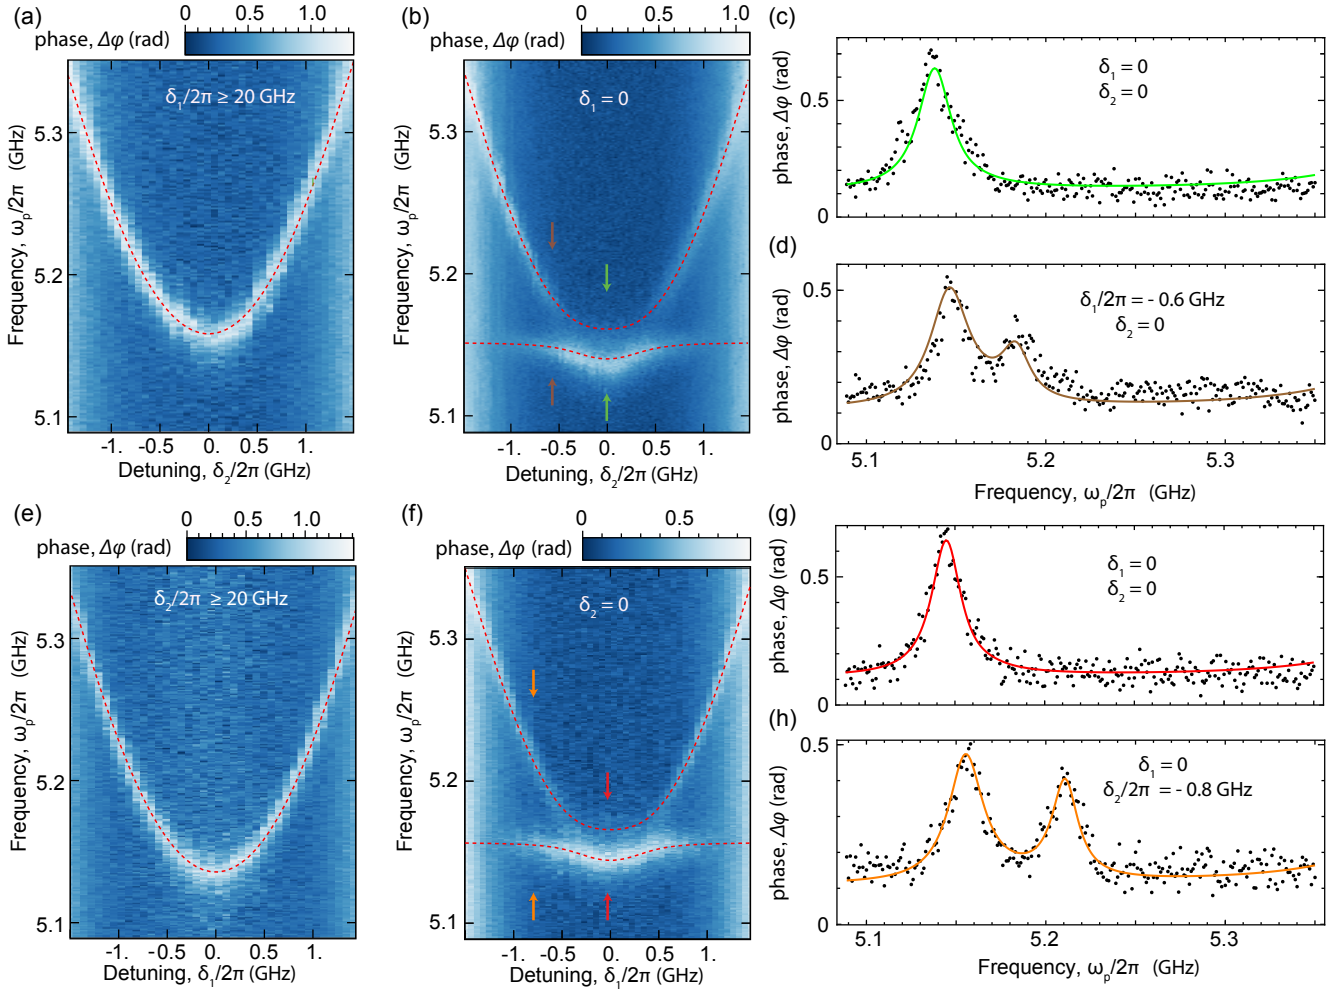 (a)
phase, Δφ (rad)
0 0.5 1.0
δ₁/2π ≥ 20 GHz
Frequency, ωₚ/2π (GHz)
5.3
5.2
5.1
-1. -0.5 0. 0.5 1.
Detuning, δ₂/2π (GHz)
(b)
phase, Δφ (rad)
0 0.5 1.0
δ₁ = 0
Frequency, ωₚ/2π (GHz)
5.3
5.2
5.1
-1. -0.5 0. 0.5 1.
Detuning, δ₂/2π (GHz)
(c)
phase, Δφ (rad)
0.5
0
δ₁ = 0
δ₂ = 0
(d)
phase, Δφ (rad)
0.5
0
δ₁/2π = - 0.6 GHz
δ₂ = 0
5.1 5.2 5.3
Frequency, ωₚ/2π (GHz)
(e)
phase, Δφ (rad)
0 0.5 1.0
δ₂/2π ≥ 20 GHz
Frequency, ωₚ/2π (GHz)
5.3
5.2
5.1
-1. -0.5 0. 0.5 1.
Detuning, δ₁/2π (GHz)
(f)
phase, Δφ (rad)
0 0.5
δ₂ = 0
Frequency, ωₚ/2π (GHz)
5.3
5.2
5.1
-1. -0.5 0. 0.5 1.
Detuning, δ₁/2π (GHz)
(g)
phase, Δφ (rad)
0.5
0
δ₁ = 0
δ₂ = 0
(h)
phase, Δφ (rad)
0.5
0
δ₁ = 0
δ₂/2π = - 0.8 GHz
5.1 5.2 5.3
Frequency, ωₚ/2π (GHz)